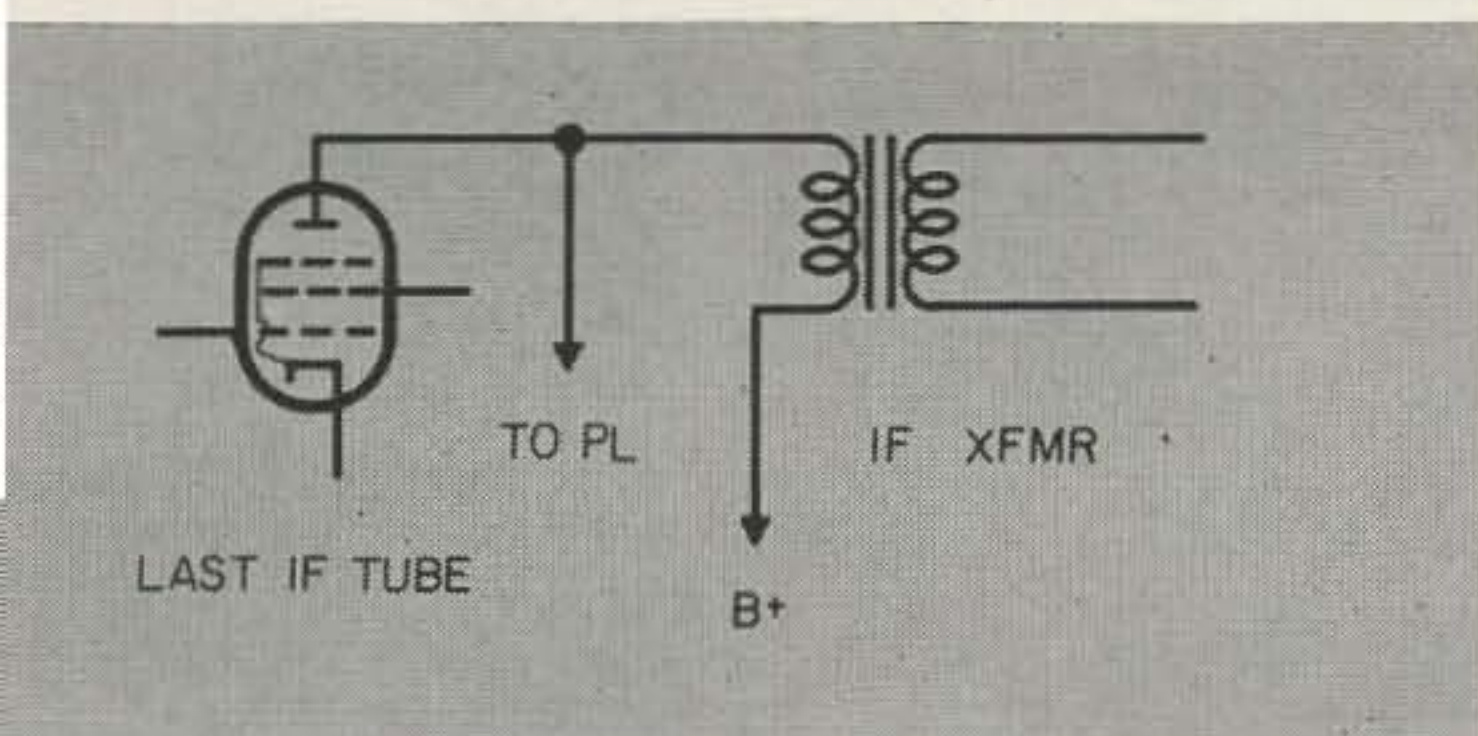 TO PL
IF XFMR
LAST IF TUBE
B+